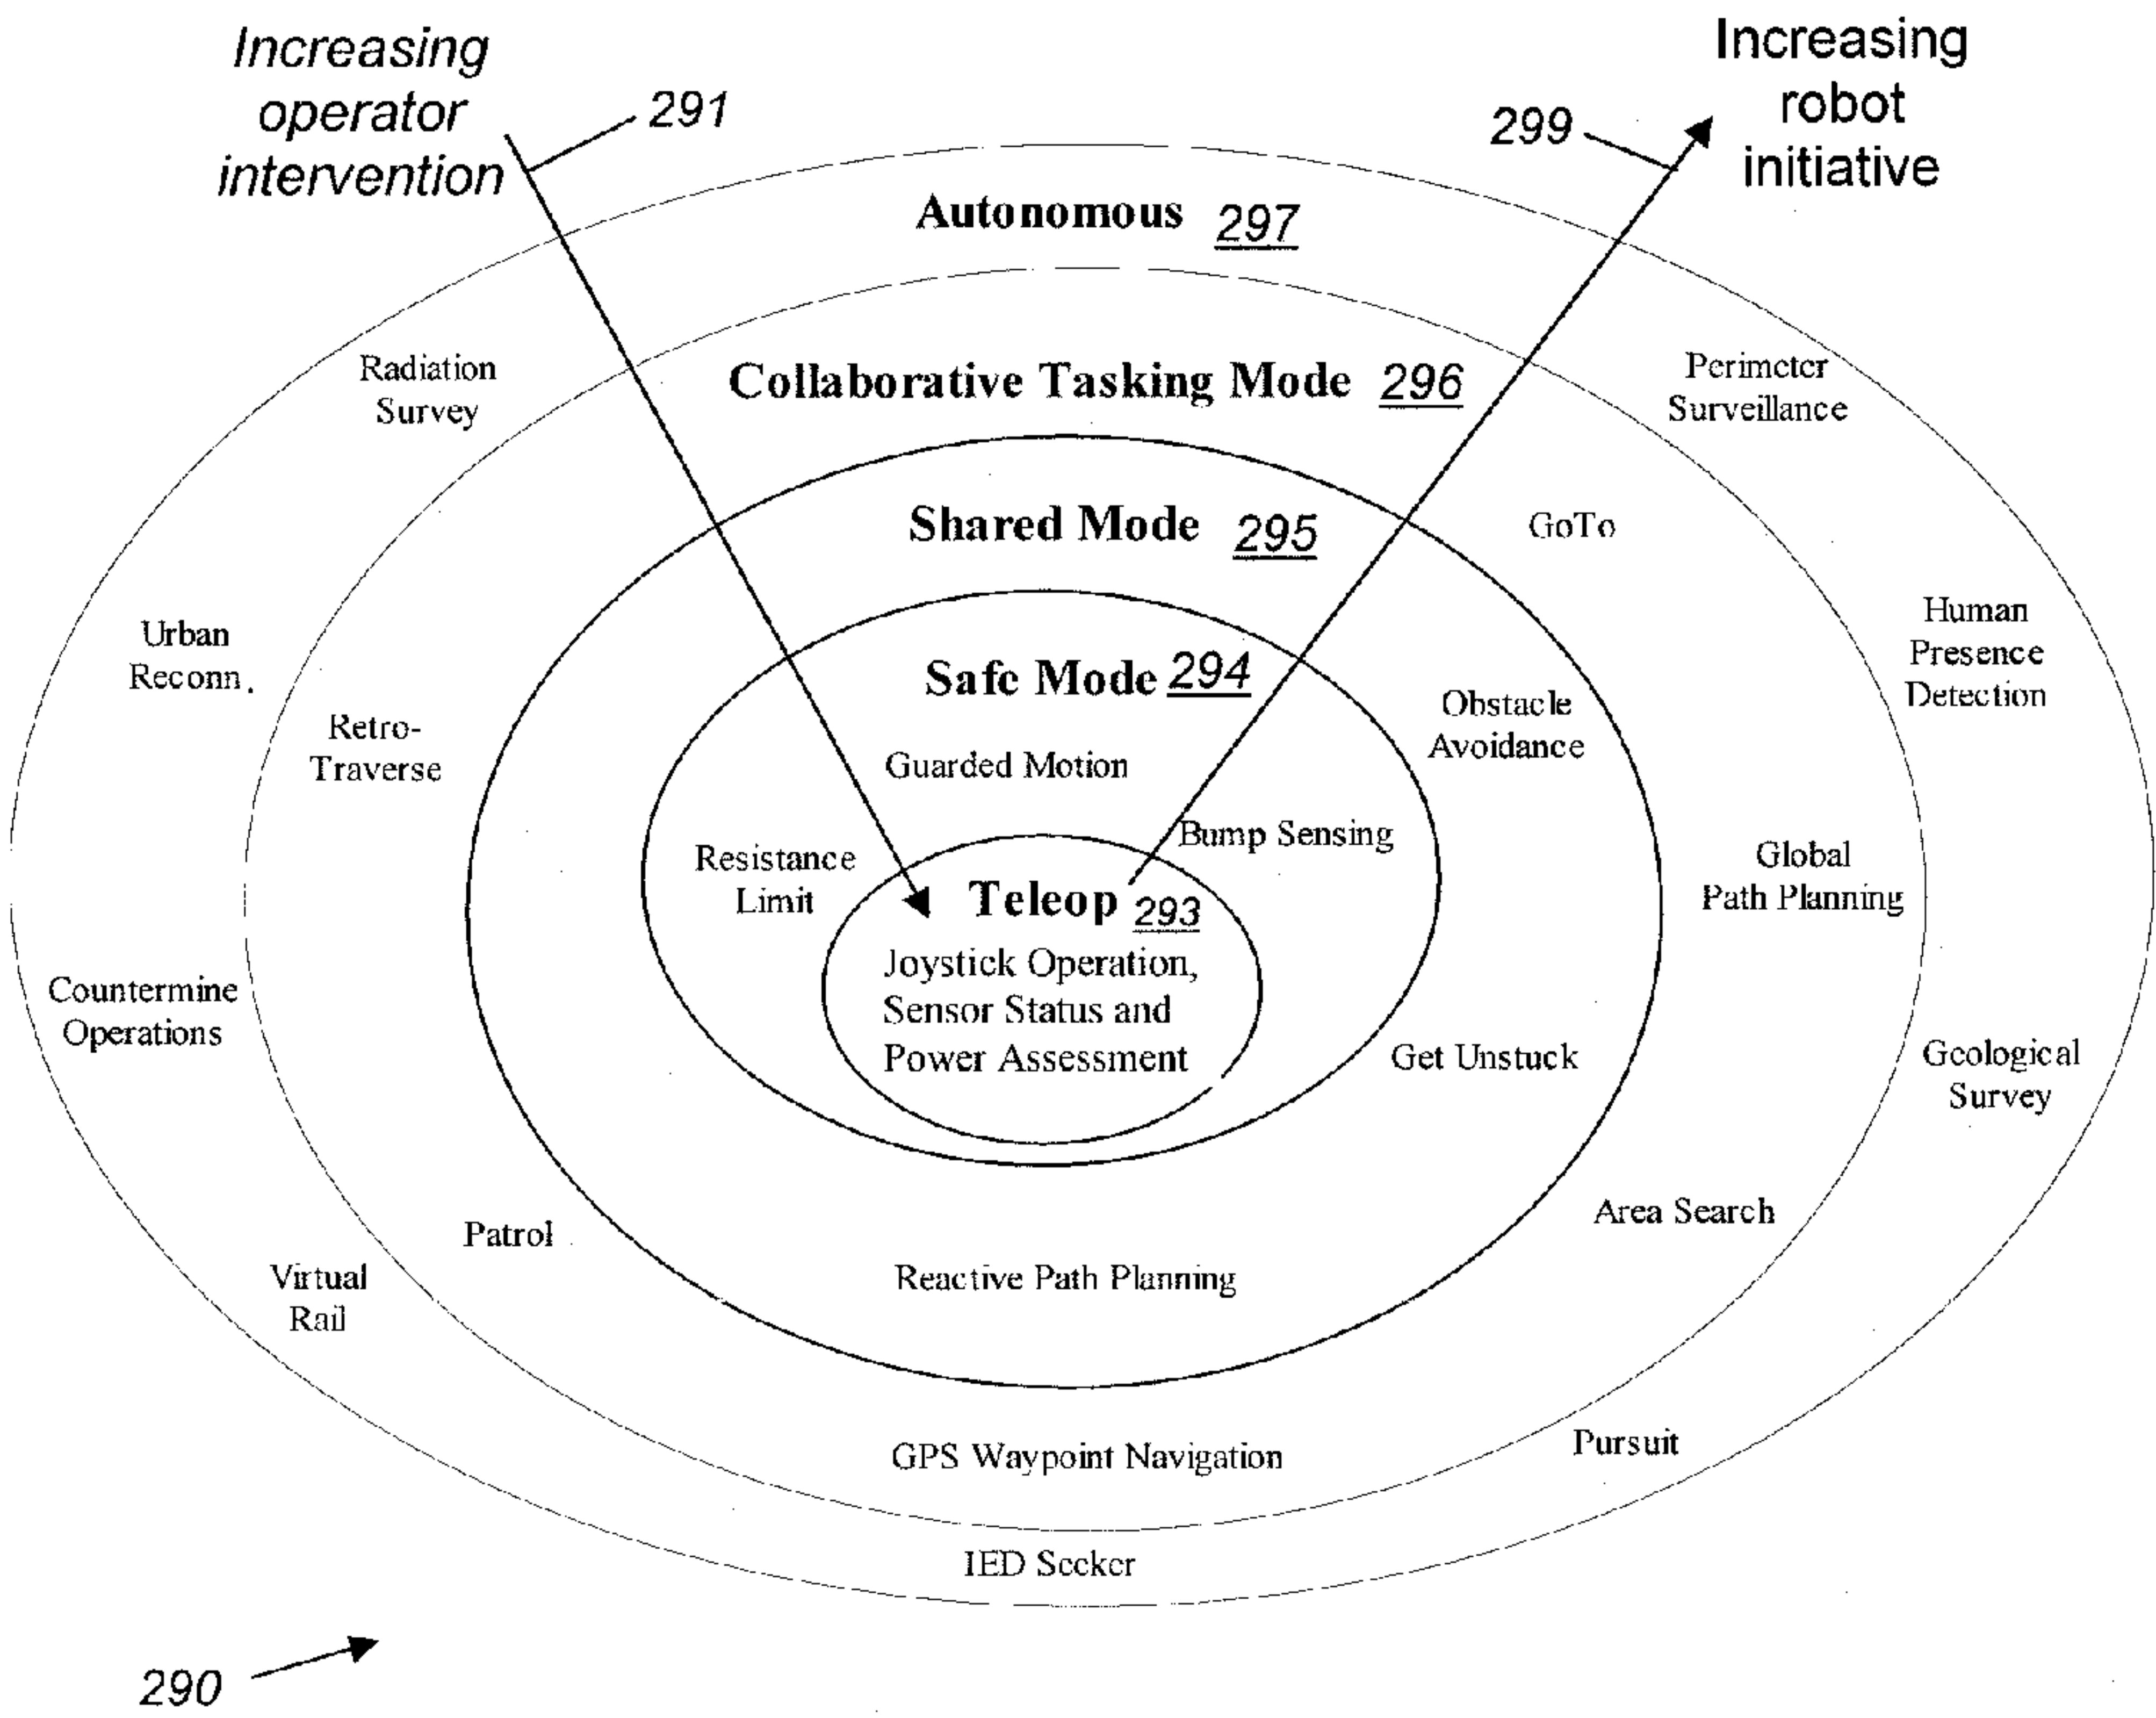 Increasing
operator
intervention
291
Increasing
robot
initiative
299
Autonomous 297
Radiation
Survey
Collaborative Tasking Mode 296
Perimeter
Surveillance
Shared Mode 295
GoTo
Urban
Reconn.
Safe Mode 294
Human
Presence
Detection
Retro-
Traverse
Obstacle
Avoidance
Guarded Motion
Bump Sensing
Resistance
Limit
Global
Path Planning
Teleop 293
Joystick Operation,
Sensor Status and
Power Assessment
Countermine
Operations
Get Unstuck
Geological
Survey
Area Search
Patrol
Virtual
Rail
Reactive Path Planning
GPS Waypoint Navigation
Pursuit
IED Seeker
290